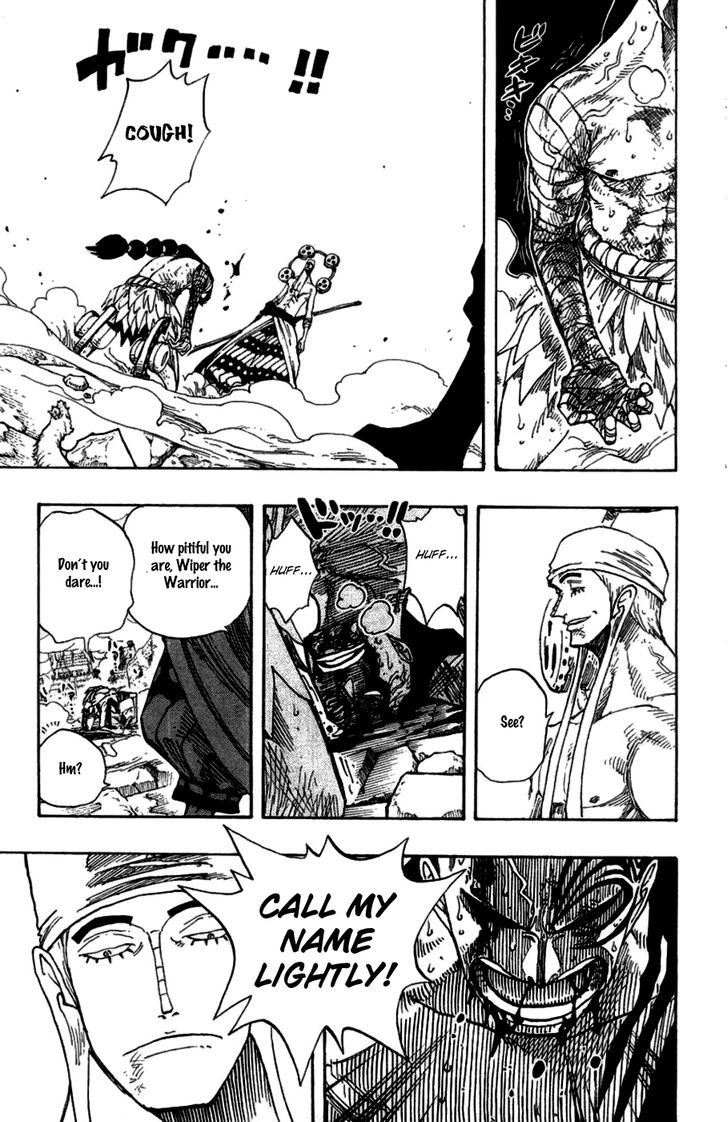 ビキキ…
ガク‥‥!!
COUGH!
See?
HUFF...
ドッ…!!
HUFF...
How pitiful you
are, Wiper the
Warrior...
Don't you
dare...!
Hm?
CALL MY
NAME
LIGHTLY!